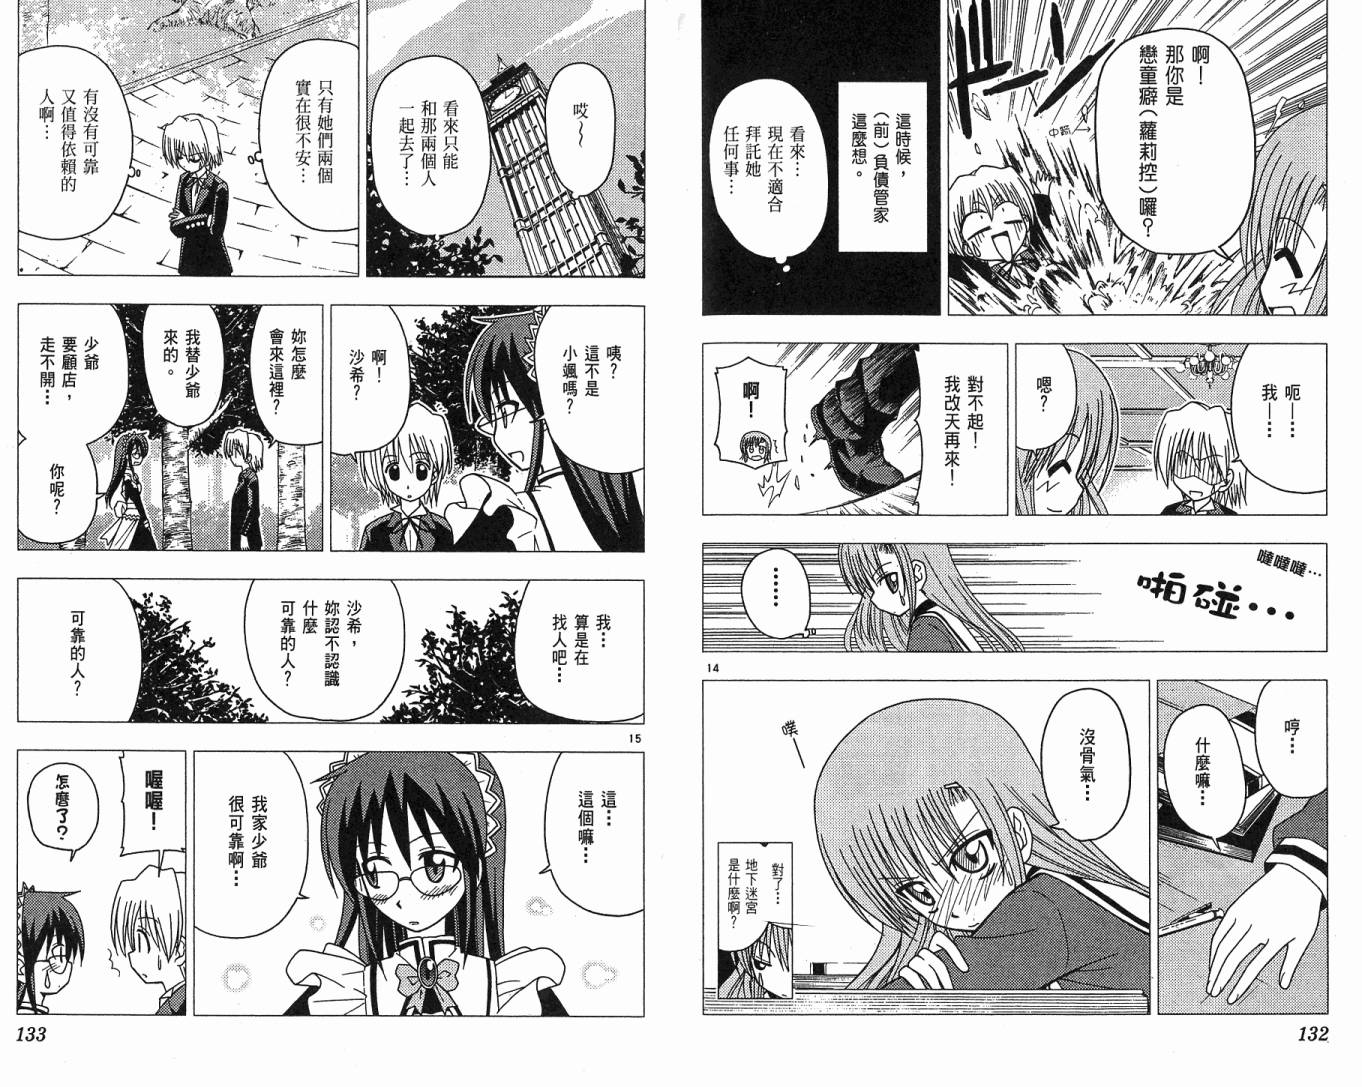 啊！
那你是
戀童癖（蘿莉控）囉？
中箭
這時候，
（前）負債管家
這麼想。
看來…
現在不適合
拜託她
任何事…
呃——
我——
嗯？
對不起！
我改天再來！
啊！
噠噠噠…
啪碰…
……
14
哼…
什麼嘛…
沒骨氣…
噗—
對了…
地下迷宮
是什麼啊？
132
哎～
看來只能
和那兩個人
一起去了…
只有她們兩個
實在很不安…
有沒有可靠
又值得依賴的
人啊…
咦？
這不是
小颯嗎？
啊！
沙希？
妳怎麼
會來這裡？
我替少爺
來的。
少爺
要顧店，
走不開…
你呢？
我…
算是在
找人吧…
沙希，
妳認不認識
什麼
可靠的人？
可靠的人？
15
這…
這個嘛…
我家少爺
很可靠啊…
喔喔！
怎麼了？
133